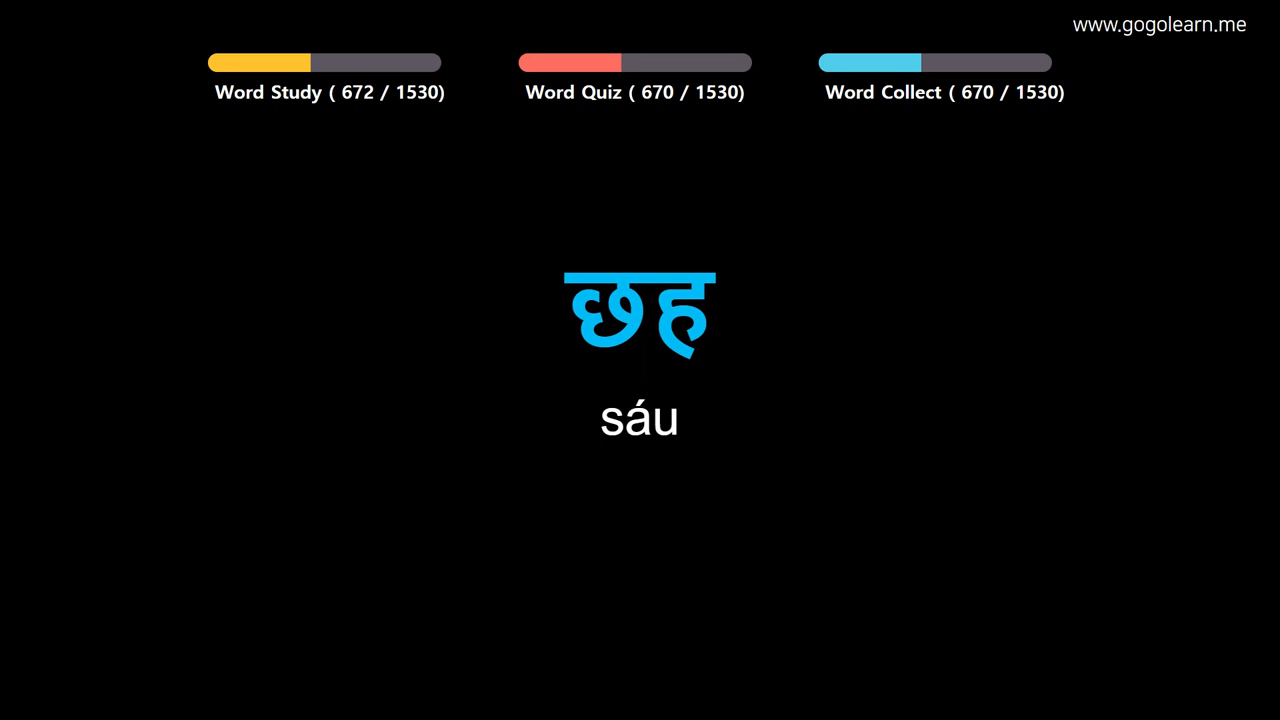 www.gogolearn.me
Word Study ( 672 / 1530)
Word Quiz ( 670 / 1530)
Word Collect ( 670 / 1530)
छह
sáu